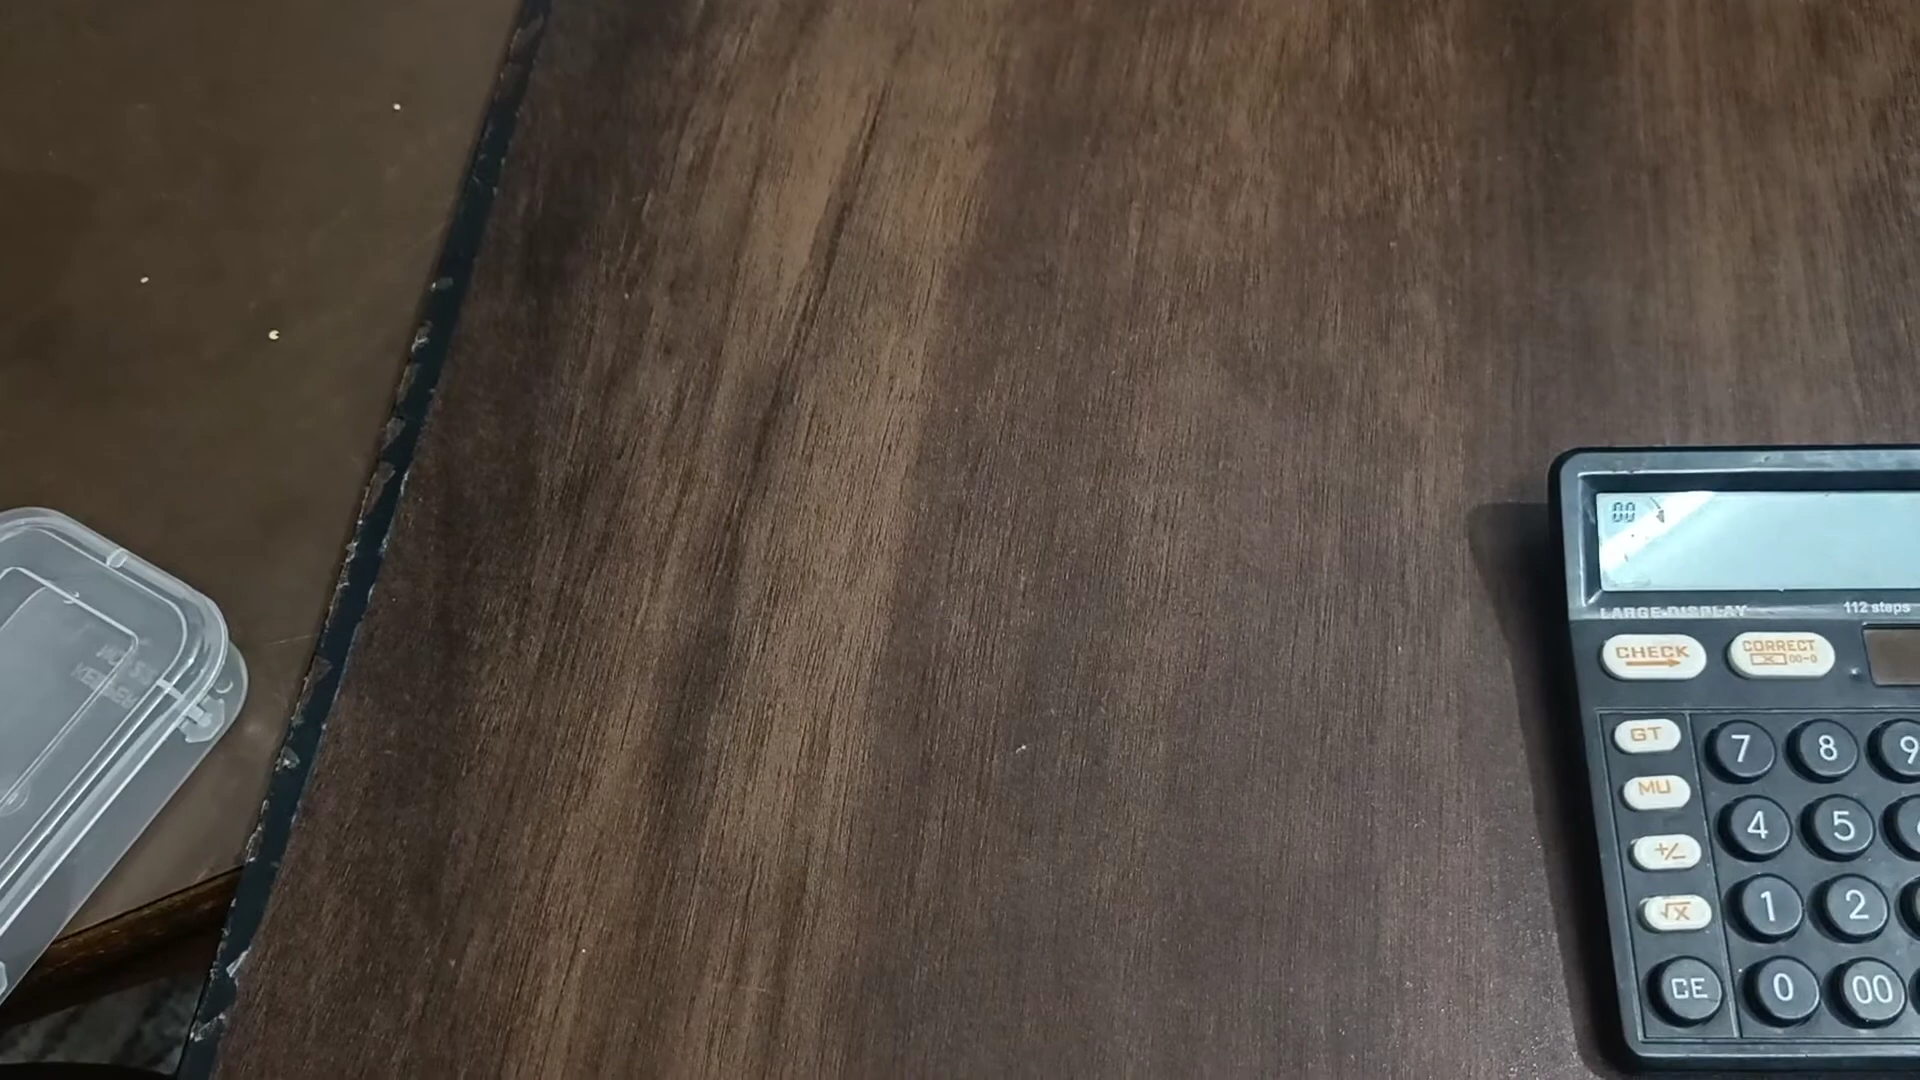 00
LARGE-DISPLAY 112 steps
CHECK CORRECT
00→0
GT 7 8 9
MU 4 5
+/- 1 2
√X
CE 0 00